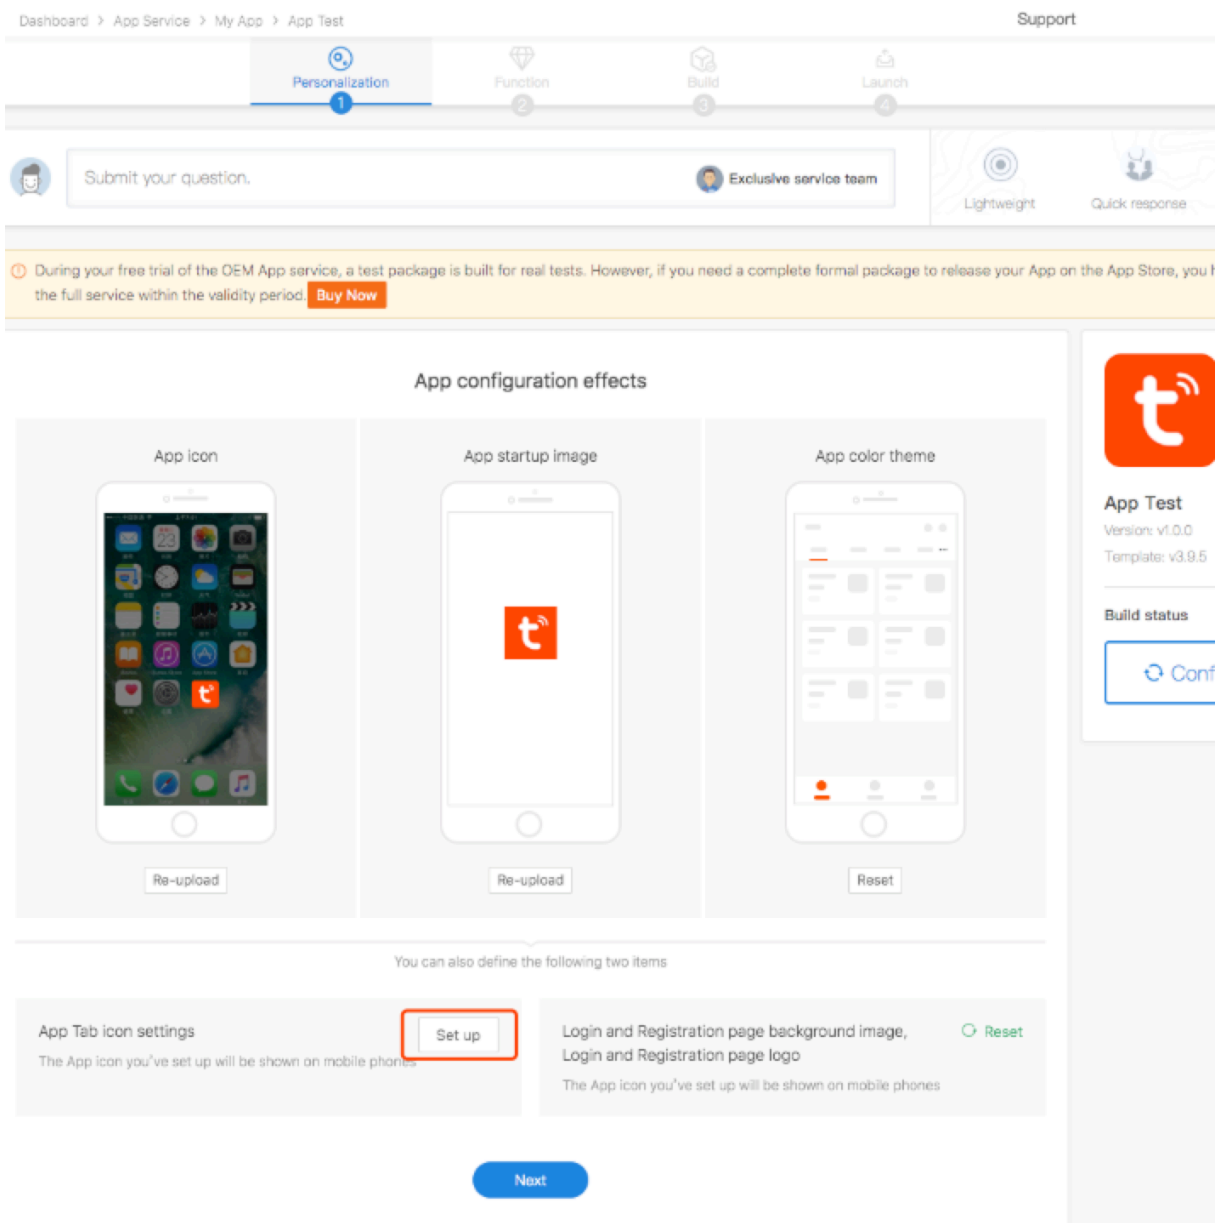 Dashboard > App Service > My App > App Test
Support
Personalization
Function
Build
Launch
1
2
3
4
Submit your question.
Exclusive service team
Lightweight
Quick response
During your free trial of the OEM App service, a test package is built for real tests. However, if you need a complete formal package to release your App on the App Store, you h
the full service within the validity period. Buy Now
App configuration effects
App icon
App startup image
App color theme
23
App Test
Version: v1.0.0
Template: v3.9.5
Build status
Conf
Re-upload
Re-upload
Reset
You can also define the following two items
App Tab icon settings
Set up
The App icon you've set up will be shown on mobile phones
Login and Registration page background image,
Login and Registration page logo
Reset
The App icon you've set up will be shown on mobile phones
Next